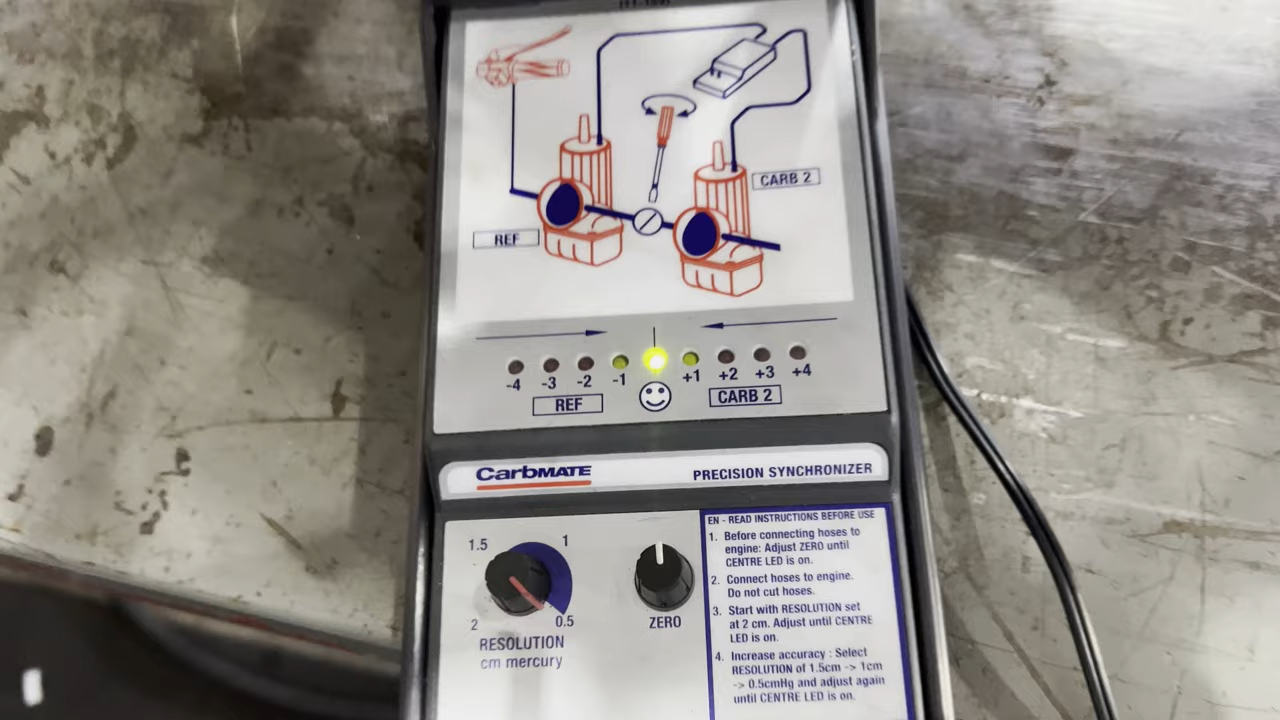 REF
CARB 2
-4 -3 -2 -1 +1 +2 +3 +4
REF CARB 2
CarbMATE PRECISION SYNCHRONIZER
1.5 1
2 0.5
RESOLUTION
cm mercury
ZERO
EN - READ INSTRUCTIONS BEFORE USE
1. Before connecting hoses to
engine: Adjust ZERO until
CENTRE LED is on.
2. Connect hoses to engine.
Do not cut hoses.
3. Start with RESOLUTION set
at 2 cm. Adjust until CENTRE
LED is on.
4. Increase accuracy : Select
RESOLUTION of 1.5cm -> 1cm
-> 0.5cmHg and adjust again
until CENTRE LED is on.